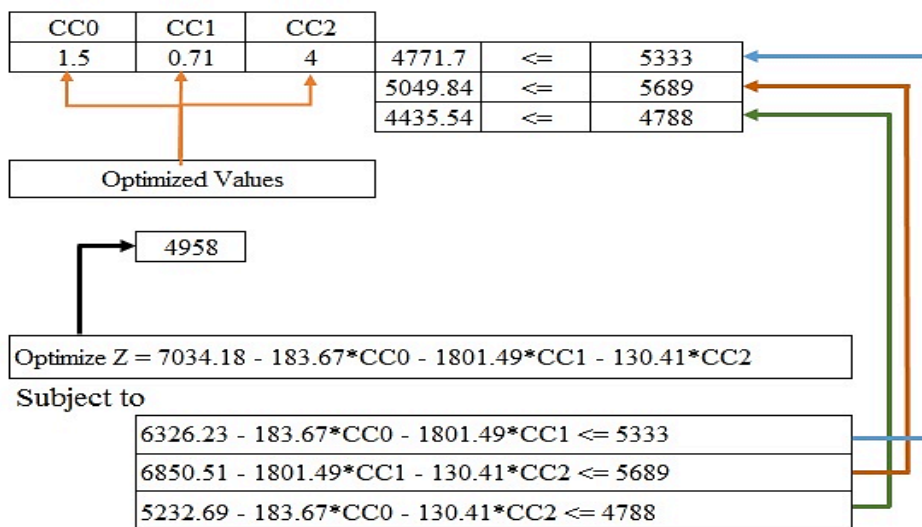 CC0 CC1 CC2
1.5 0.71 4 4771.7 <= 5333
5049.84 <= 5689
4435.54 <= 4788
Optimized Values
4958
Optimize Z = 7034.18 - 183.67*CC0 - 1801.49*CC1 - 130.41*CC2
Subject to
6326.23 - 183.67*CC0 - 1801.49*CC1 <= 5333
6850.51 - 1801.49*CC1 - 130.41*CC2 <= 5689
5232.69 - 183.67*CC0 - 130.41*CC2 <= 4788